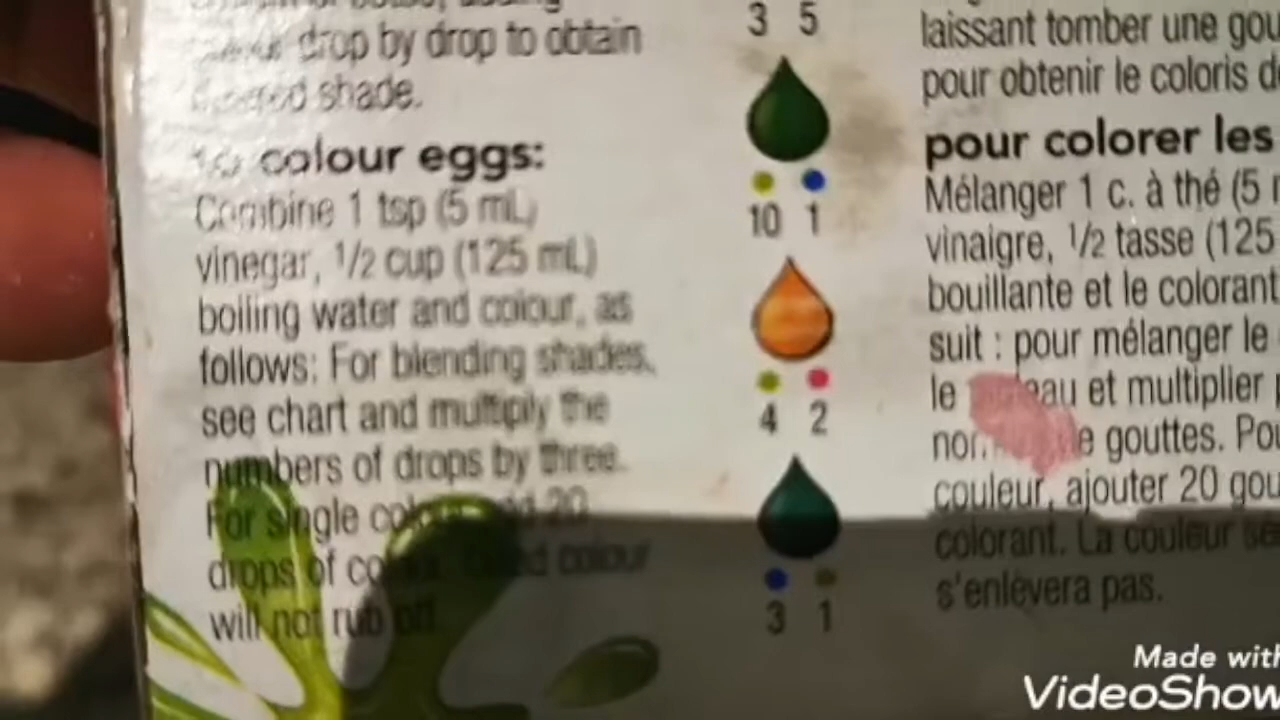 drop by drop to obtain
shade.
to colour eggs:
Combine 1 tsp (5 mL)
vinegar, 1/2 cup (125 mL)
boiling water and colour, as
follows: For blending shades,
see chart and multiply the
numbers of drops by three.
For single colour, add 20
drops of colour. colour
will not rub off.
3 5
10 1
4 2
3 1
laissant tomber une gou
pour obtenir le coloris d
pour colorer les
Mélanger 1 c. à thé (5 m
vinaigre, 1/2 tasse (125
bouillante et le colorant
suit : pour mélanger le
le eau et multiplier
de gouttes. Pou
couleur, ajouter 20 gou
colorant. La couleur se
s'enlèvera pas.
Made with
VideoShow